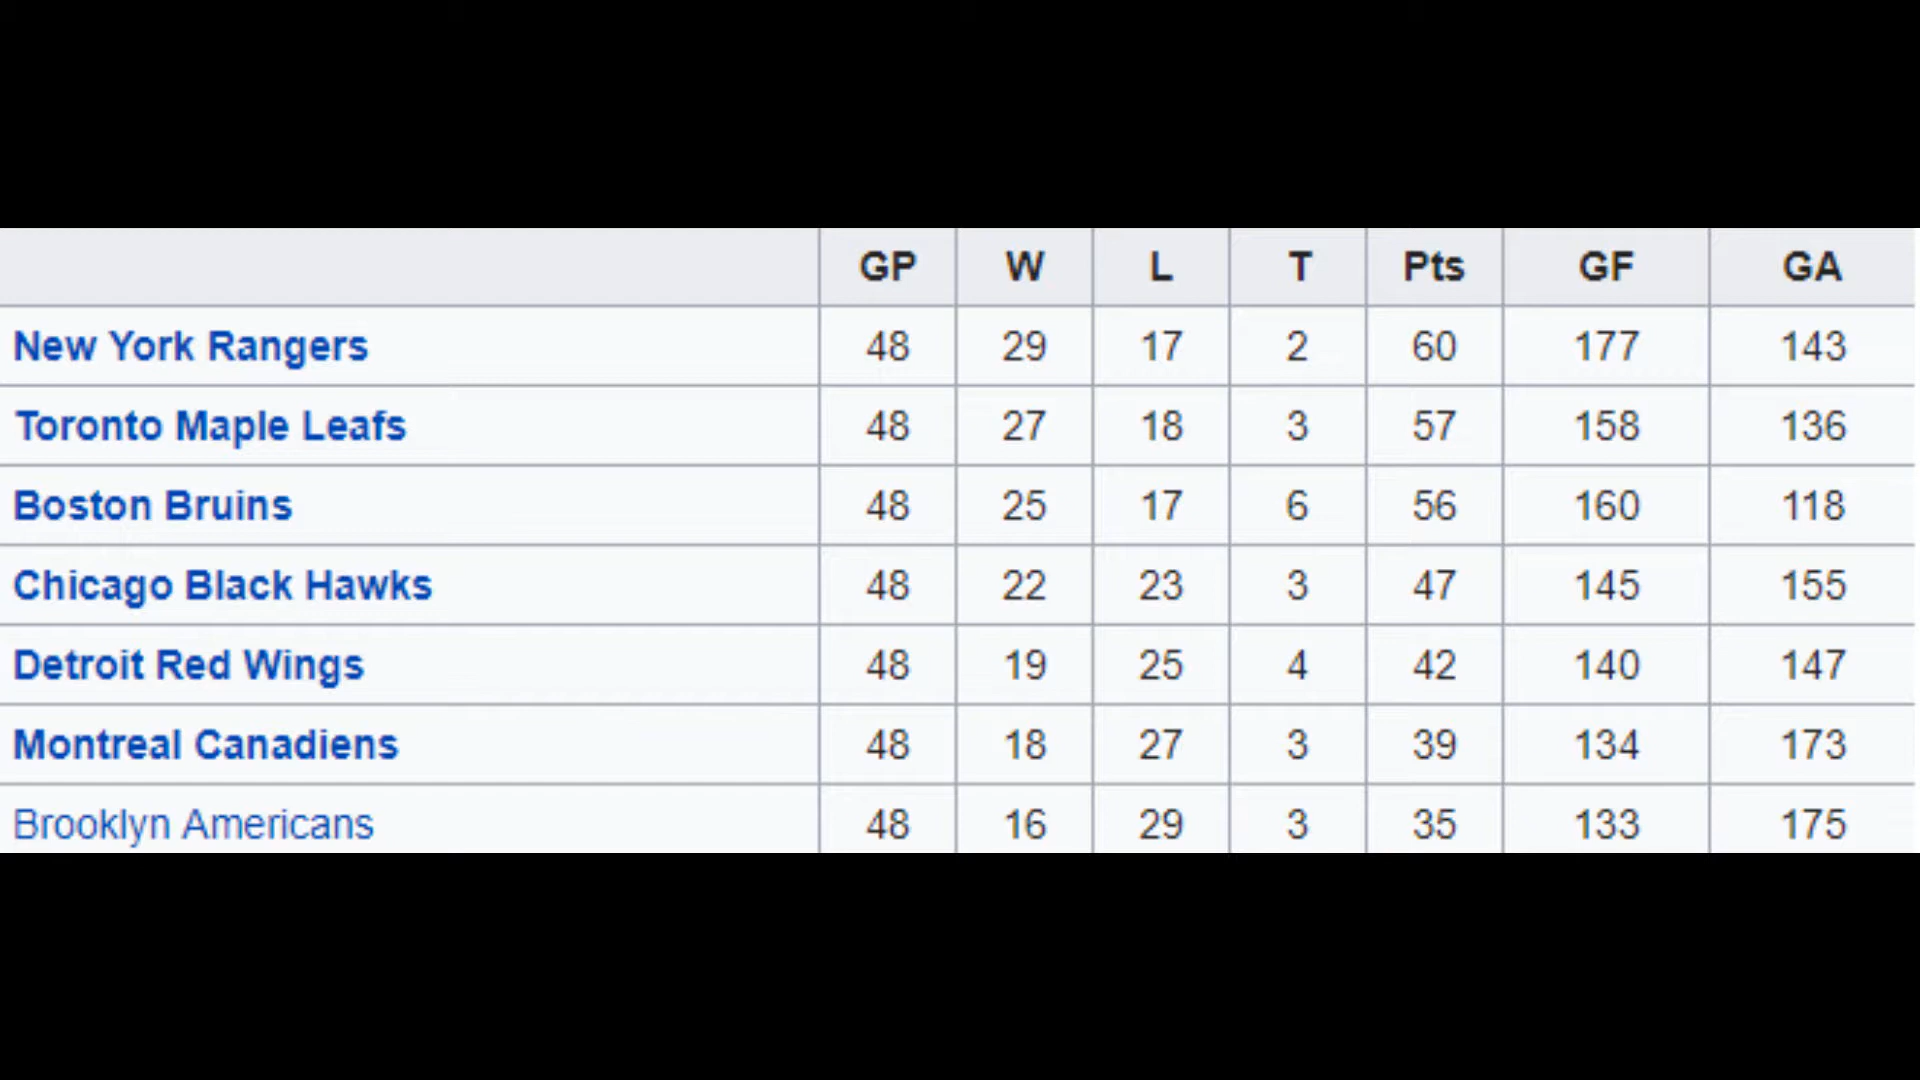 GP W L T Pts GF GA
New York Rangers 48 29 17 2 60 177 143
Toronto Maple Leafs 48 27 18 3 57 158 136
Boston Bruins 48 25 17 6 56 160 118
Chicago Black Hawks 48 22 23 3 47 145 155
Detroit Red Wings 48 19 25 4 42 140 147
Montreal Canadiens 48 18 27 3 39 134 173
Brooklyn Americans 48 16 29 3 35 133 175